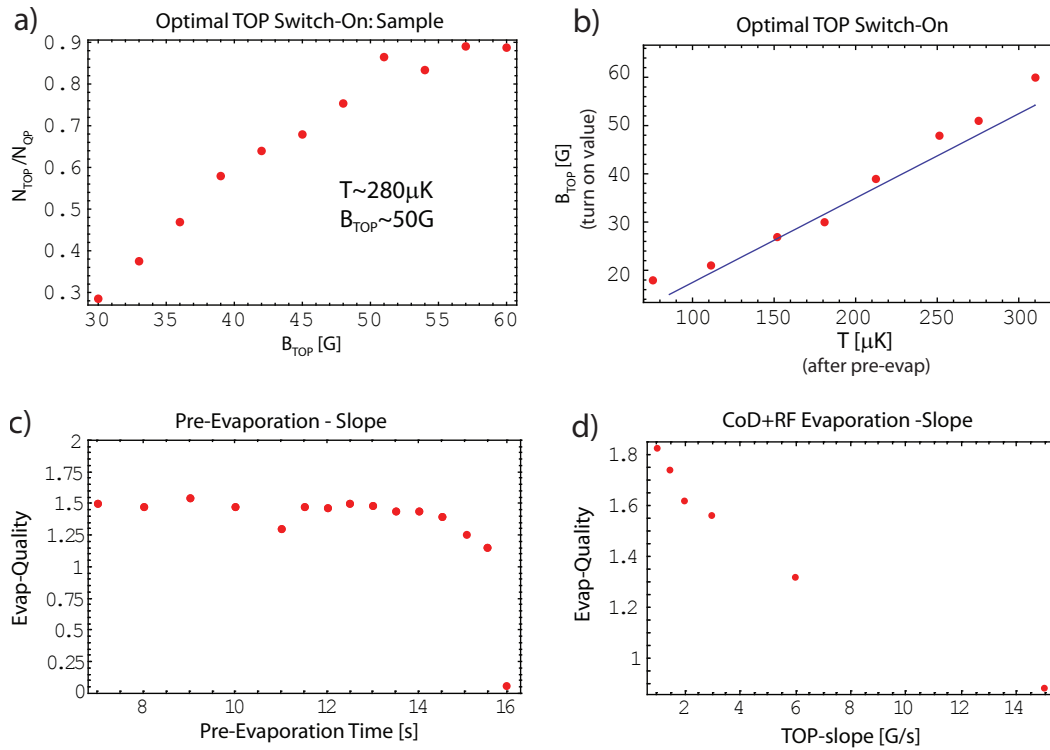 a)
Optimal TOP Switch-On: Sample
0.9
0.8
0.7
0.6
0.5
0.4
0.3
N_TOP/N_QP
T~280μK
B_TOP~50G
30 35 40 45 50 55 60
B_TOP [G]
b)
Optimal TOP Switch-On
60
50
40
30
20
B_TOP [G]
(turn on value)
100 150 200 250 300
T [μK]
(after pre-evap)
c)
Pre-Evaporation - Slope
2
1.75
1.5
1.25
1
0.75
0.5
0.25
0
Evap-Quality
8 10 12 14 16
Pre-Evaporation Time [s]
d)
CoD+RF Evaporation -Slope
1.8
1.6
1.4
1.2
1
Evap-Quality
2 4 6 8 10 12 14
TOP-slope [G/s]